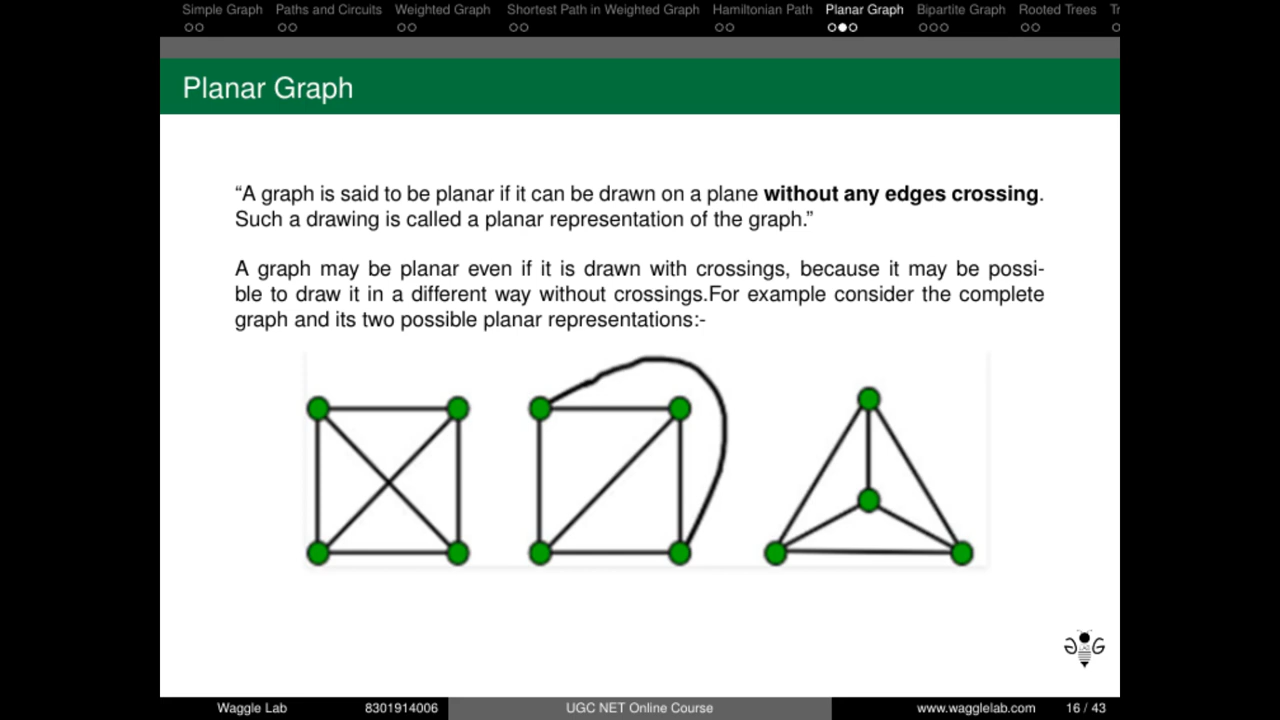 Simple Graph Paths and Circuits Weighted Graph Shortest Path in Weighted Graph Hamiltonian Path Planar Graph Bipartite Graph Rooted Trees Tr
Planar Graph
“A graph is said to be planar if it can be drawn on a plane without any edges crossing.
Such a drawing is called a planar representation of the graph.”
A graph may be planar even if it is drawn with crossings, because it may be possi-
ble to draw it in a different way without crossings.For example consider the complete
graph and its two possible planar representations:-
Waggle Lab 8301914006 UGC NET Online Course www.wagglelab.com 16 / 43